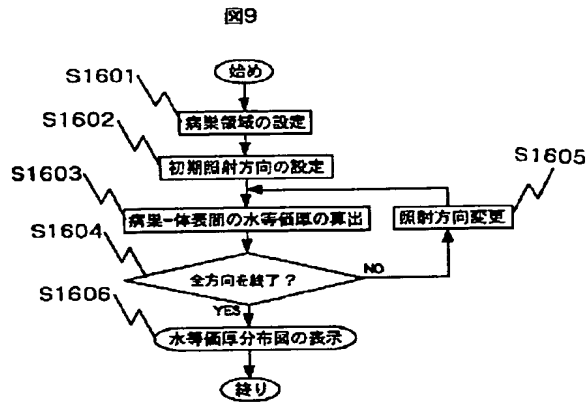 図9
始め
S1601
病巣領域の設定
S1602
初期照射方向の設定
S1605
S1603
病巣-体表間の水等価厚の算出
照射方向変更
S1604
全方向を終了?
NO
YES
S1606
水等価厚分布図の表示
終り